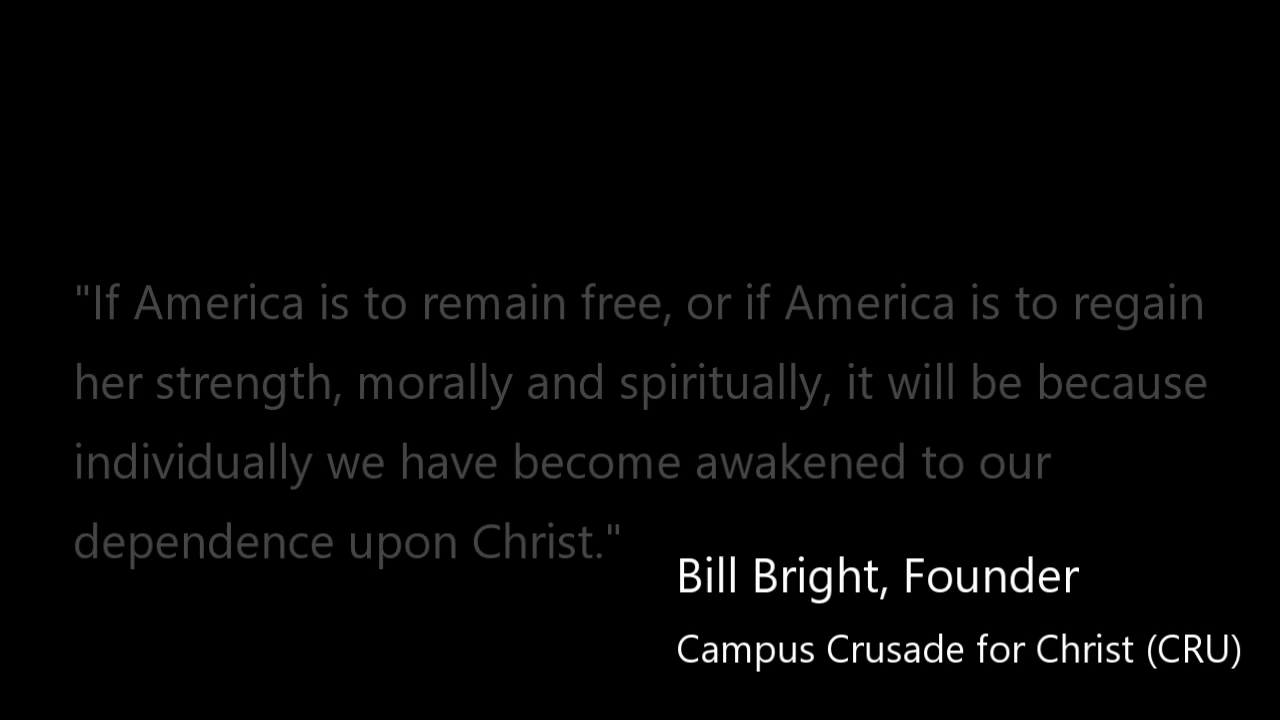 "If America is to remain free, or if America is to regain
her strength, morally and spiritually, it will be because
individually we have become awakened to our
dependence upon Christ."
Bill Bright, Founder
Campus Crusade for Christ (CRU)